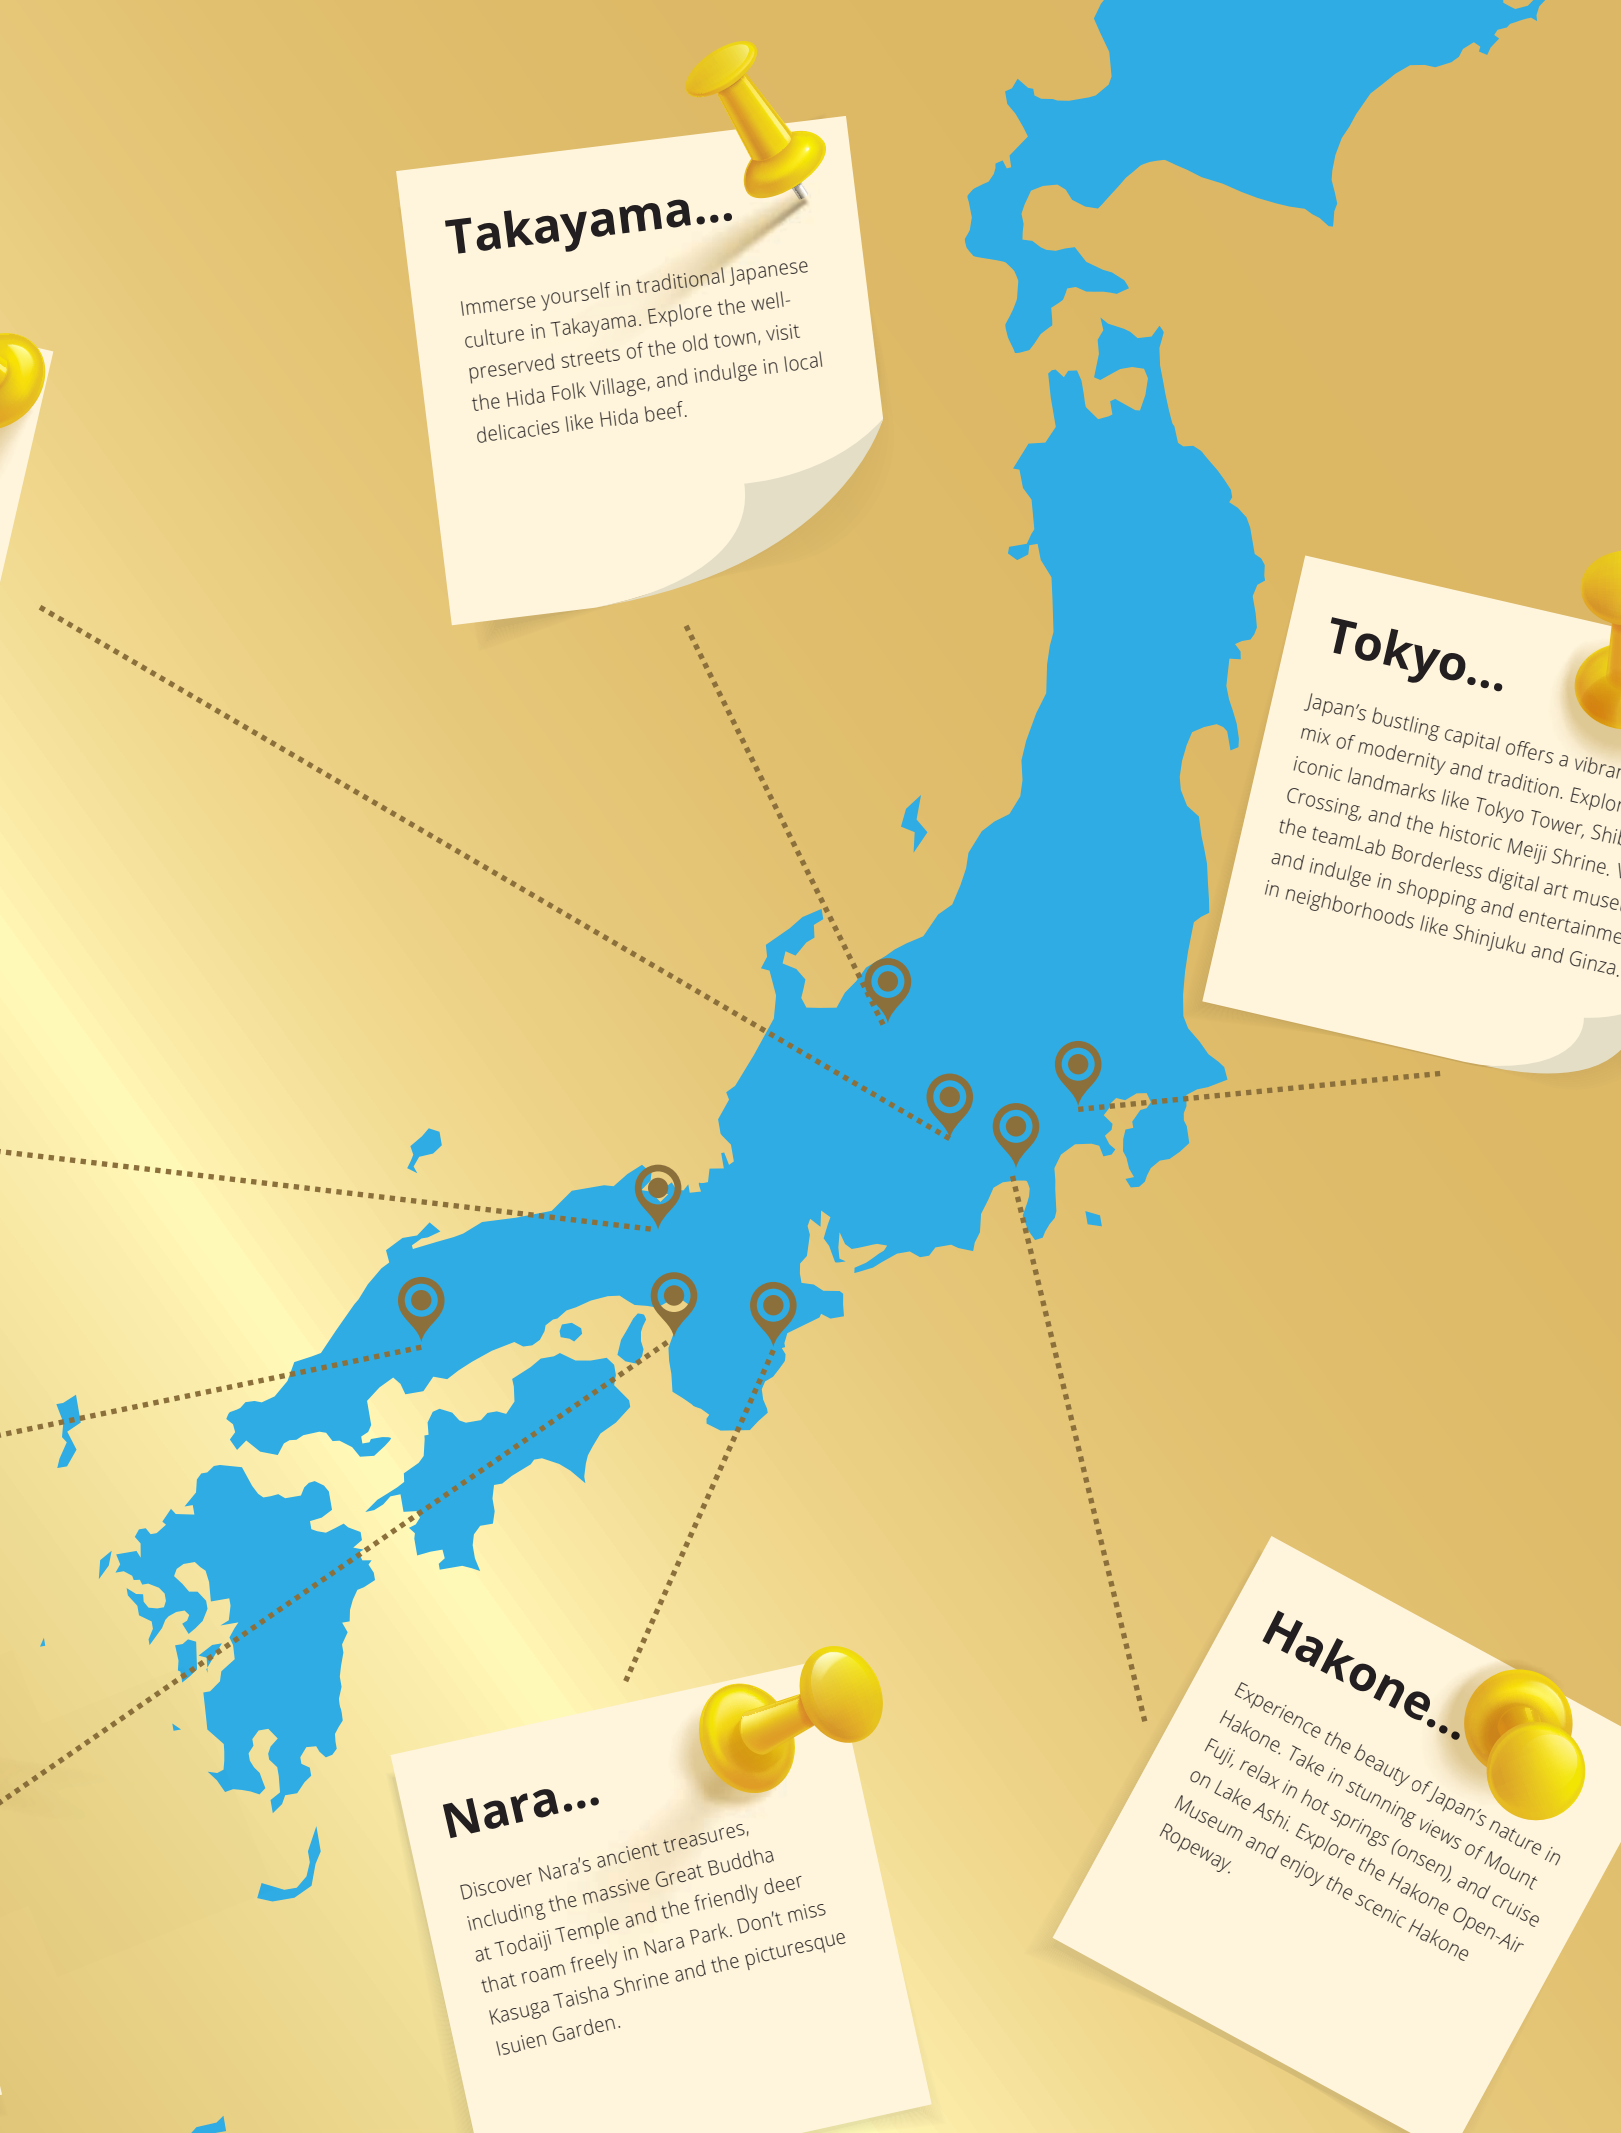 Takayama...
Immerse yourself in traditional Japanese
culture in Takayama. Explore the well-
preserved streets of the old town, visit
the Hida Folk Village, and indulge in local
delicacies like Hida beef.
Tokyo...
Japan's bustling capital offers a
mix of modernity and tradition.
iconic landmarks like Tokyo Tower,
Crossing, and the historic Meiji Shrine.
the teamLab Borderless digital art
and indulge in shopping and
in neighborhoods like Shinjuku and Ginza.
Nara...
Discover Nara's ancient treasures,
including the massive Great Buddha
at Todaiji Temple and the friendly deer
that roam freely in Nara Park. Don't miss
Kasuga Taisha Shrine and the picturesque
Isuien Garden.
Hakone...
Experience the beauty of Japan's nature in
Hakone. Take in stunning views of Mount
Fuji, relax in hot springs (onsen), and cruise
on Lake Ashi. Explore the Hakone Open-Air
Museum and enjoy the scenic Hakone
Ropeway.